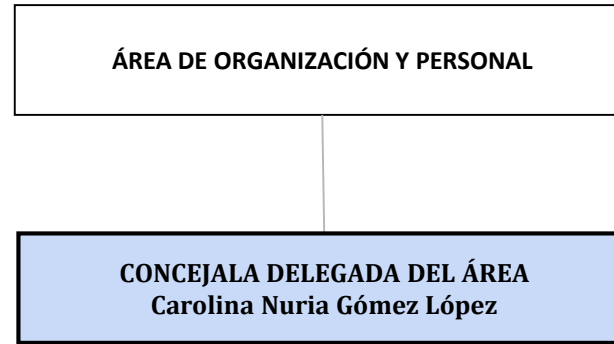 ÁREA DE ORGANIZACIÓN Y PERSONAL
CONCEJALA DELEGADA DEL ÁREA
Carolina Nuria Gómez López